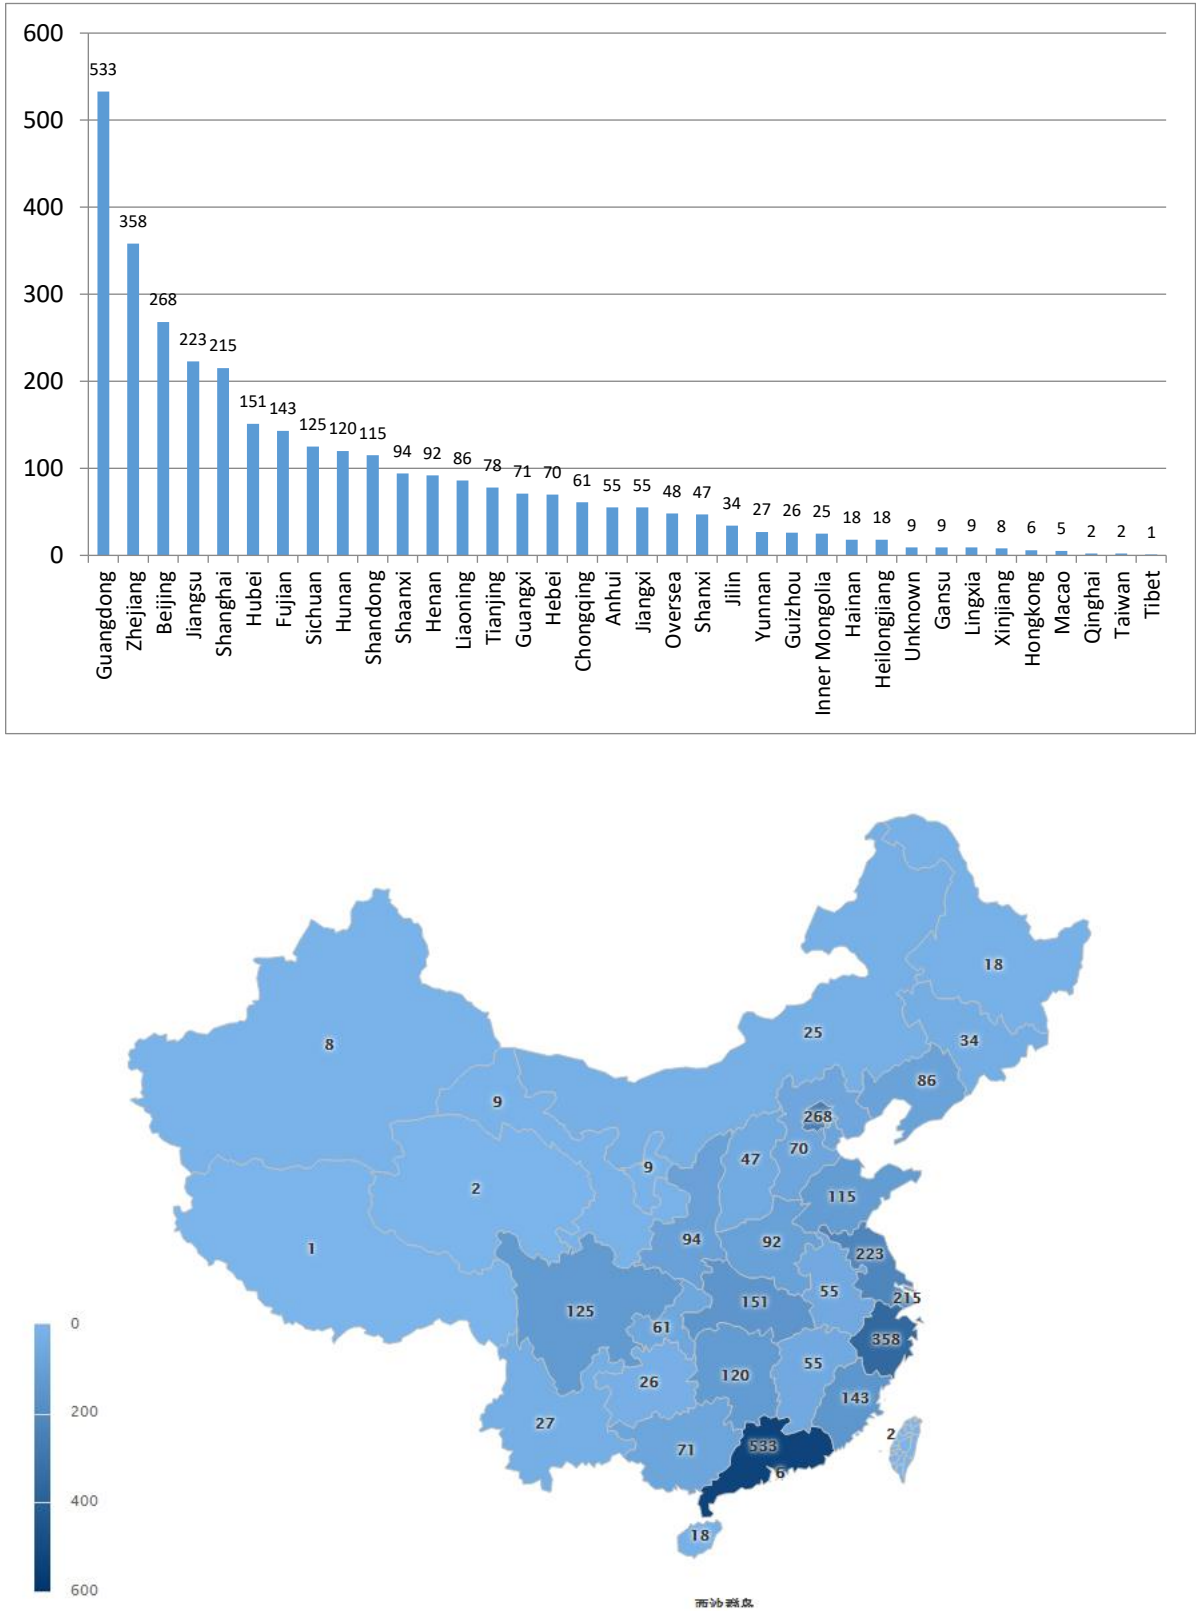 600
500
400
300
200
100
0
533
358
268
223
215
151
143
125
120
115
94
92
86
78
71
70
61
55
55
48
47
34
27
26
25
18
18
9
9
9
8
6
5
2
2
1
Guangdong
Zhejiang
Beijing
Jiangsu
Shanghai
Hubei
Fujian
Sichuan
Hunan
Shandong
Shaanxi
Henan
Liaoning
Tianjing
Guangxi
Hebei
Chongqing
Anhui
Jiangxi
Oversea
Shanxi
Jilin
Yunnan
Guizhou
Inner Mongolia
Hainan
Heilongjiang
Unknown
Gansu
Lingxia
Xinjiang
Hongkong
Macao
Qinghai
Taiwan
Tibet
18
25
34
8
86
9
268
70
47
9
2
115
94
92
1
223
55
215
151
125
61
358
55
120
26
143
27
2
533
71
6
18
0
200
400
600
西沙群岛